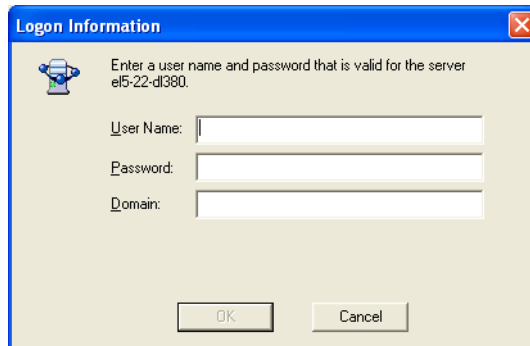 Logon Information
Enter a user name and password that is valid for the server
el5-22-dl380.
User Name:
Password:
Domain:
OK
Cancel